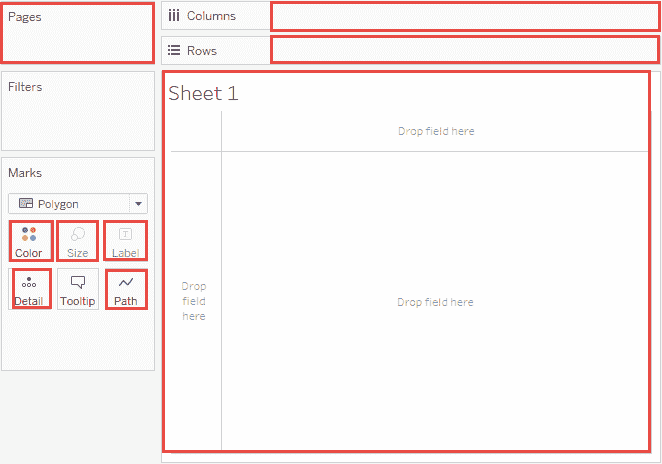 Pages
Columns
Rows
Filters
Sheet 1
Drop field here
Marks
Polygon
Color Size Label
Detail Tooltip Path
Drop
field
here
Drop field here